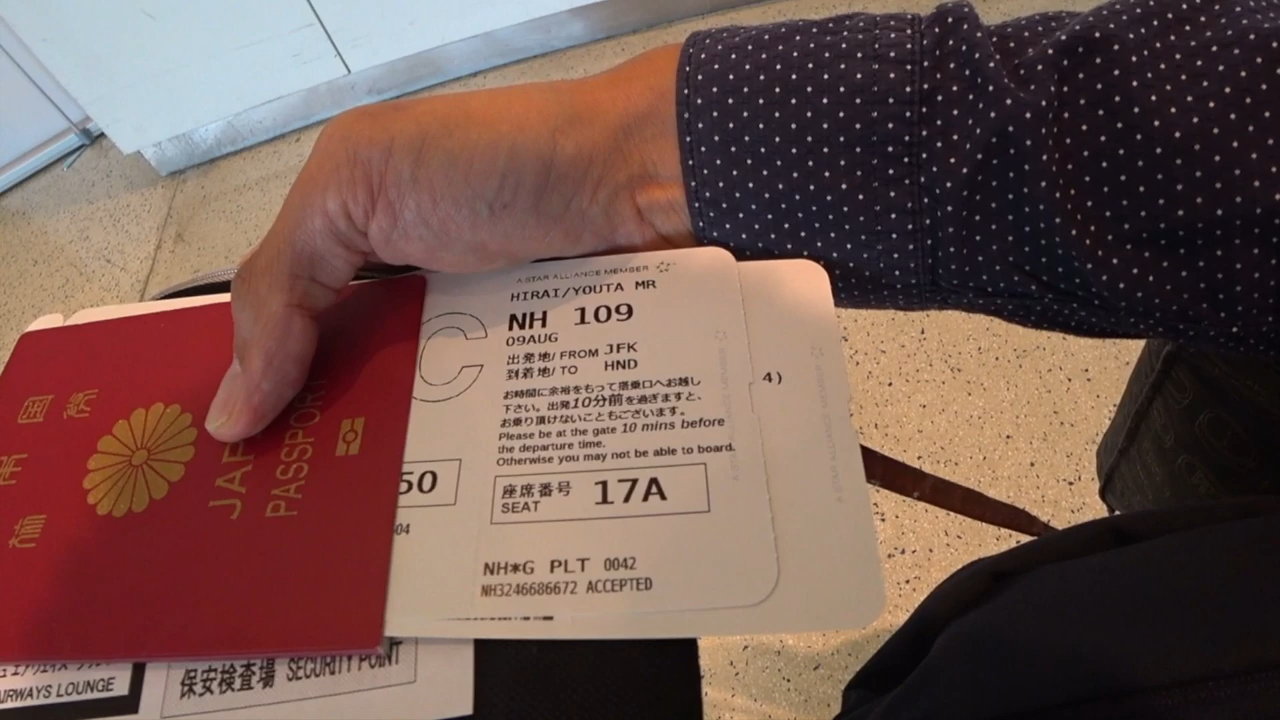 旅 券
国
JAP
PASSPORT
A STAR ALLIANCE MEMBER
HIRAI/YOUTA MR
NH 109
09AUG
出発地/ FROM JFK
到着地/ TO HND
お時間に余裕をもって搭乗口へお越し
下さい。出発10分前を過ぎますと、
お乗り頂けないこともございます。
Please be at the gate 10 mins before
the departure time.
Otherwise you may not be able to board.
座席番号
SEAT 17A
NH*G PLT 0042
NH3246686672 ACCEPTED
C
50
04
4)
AIRWAYS LOUNGE
保安検査場 SECURITY POINT